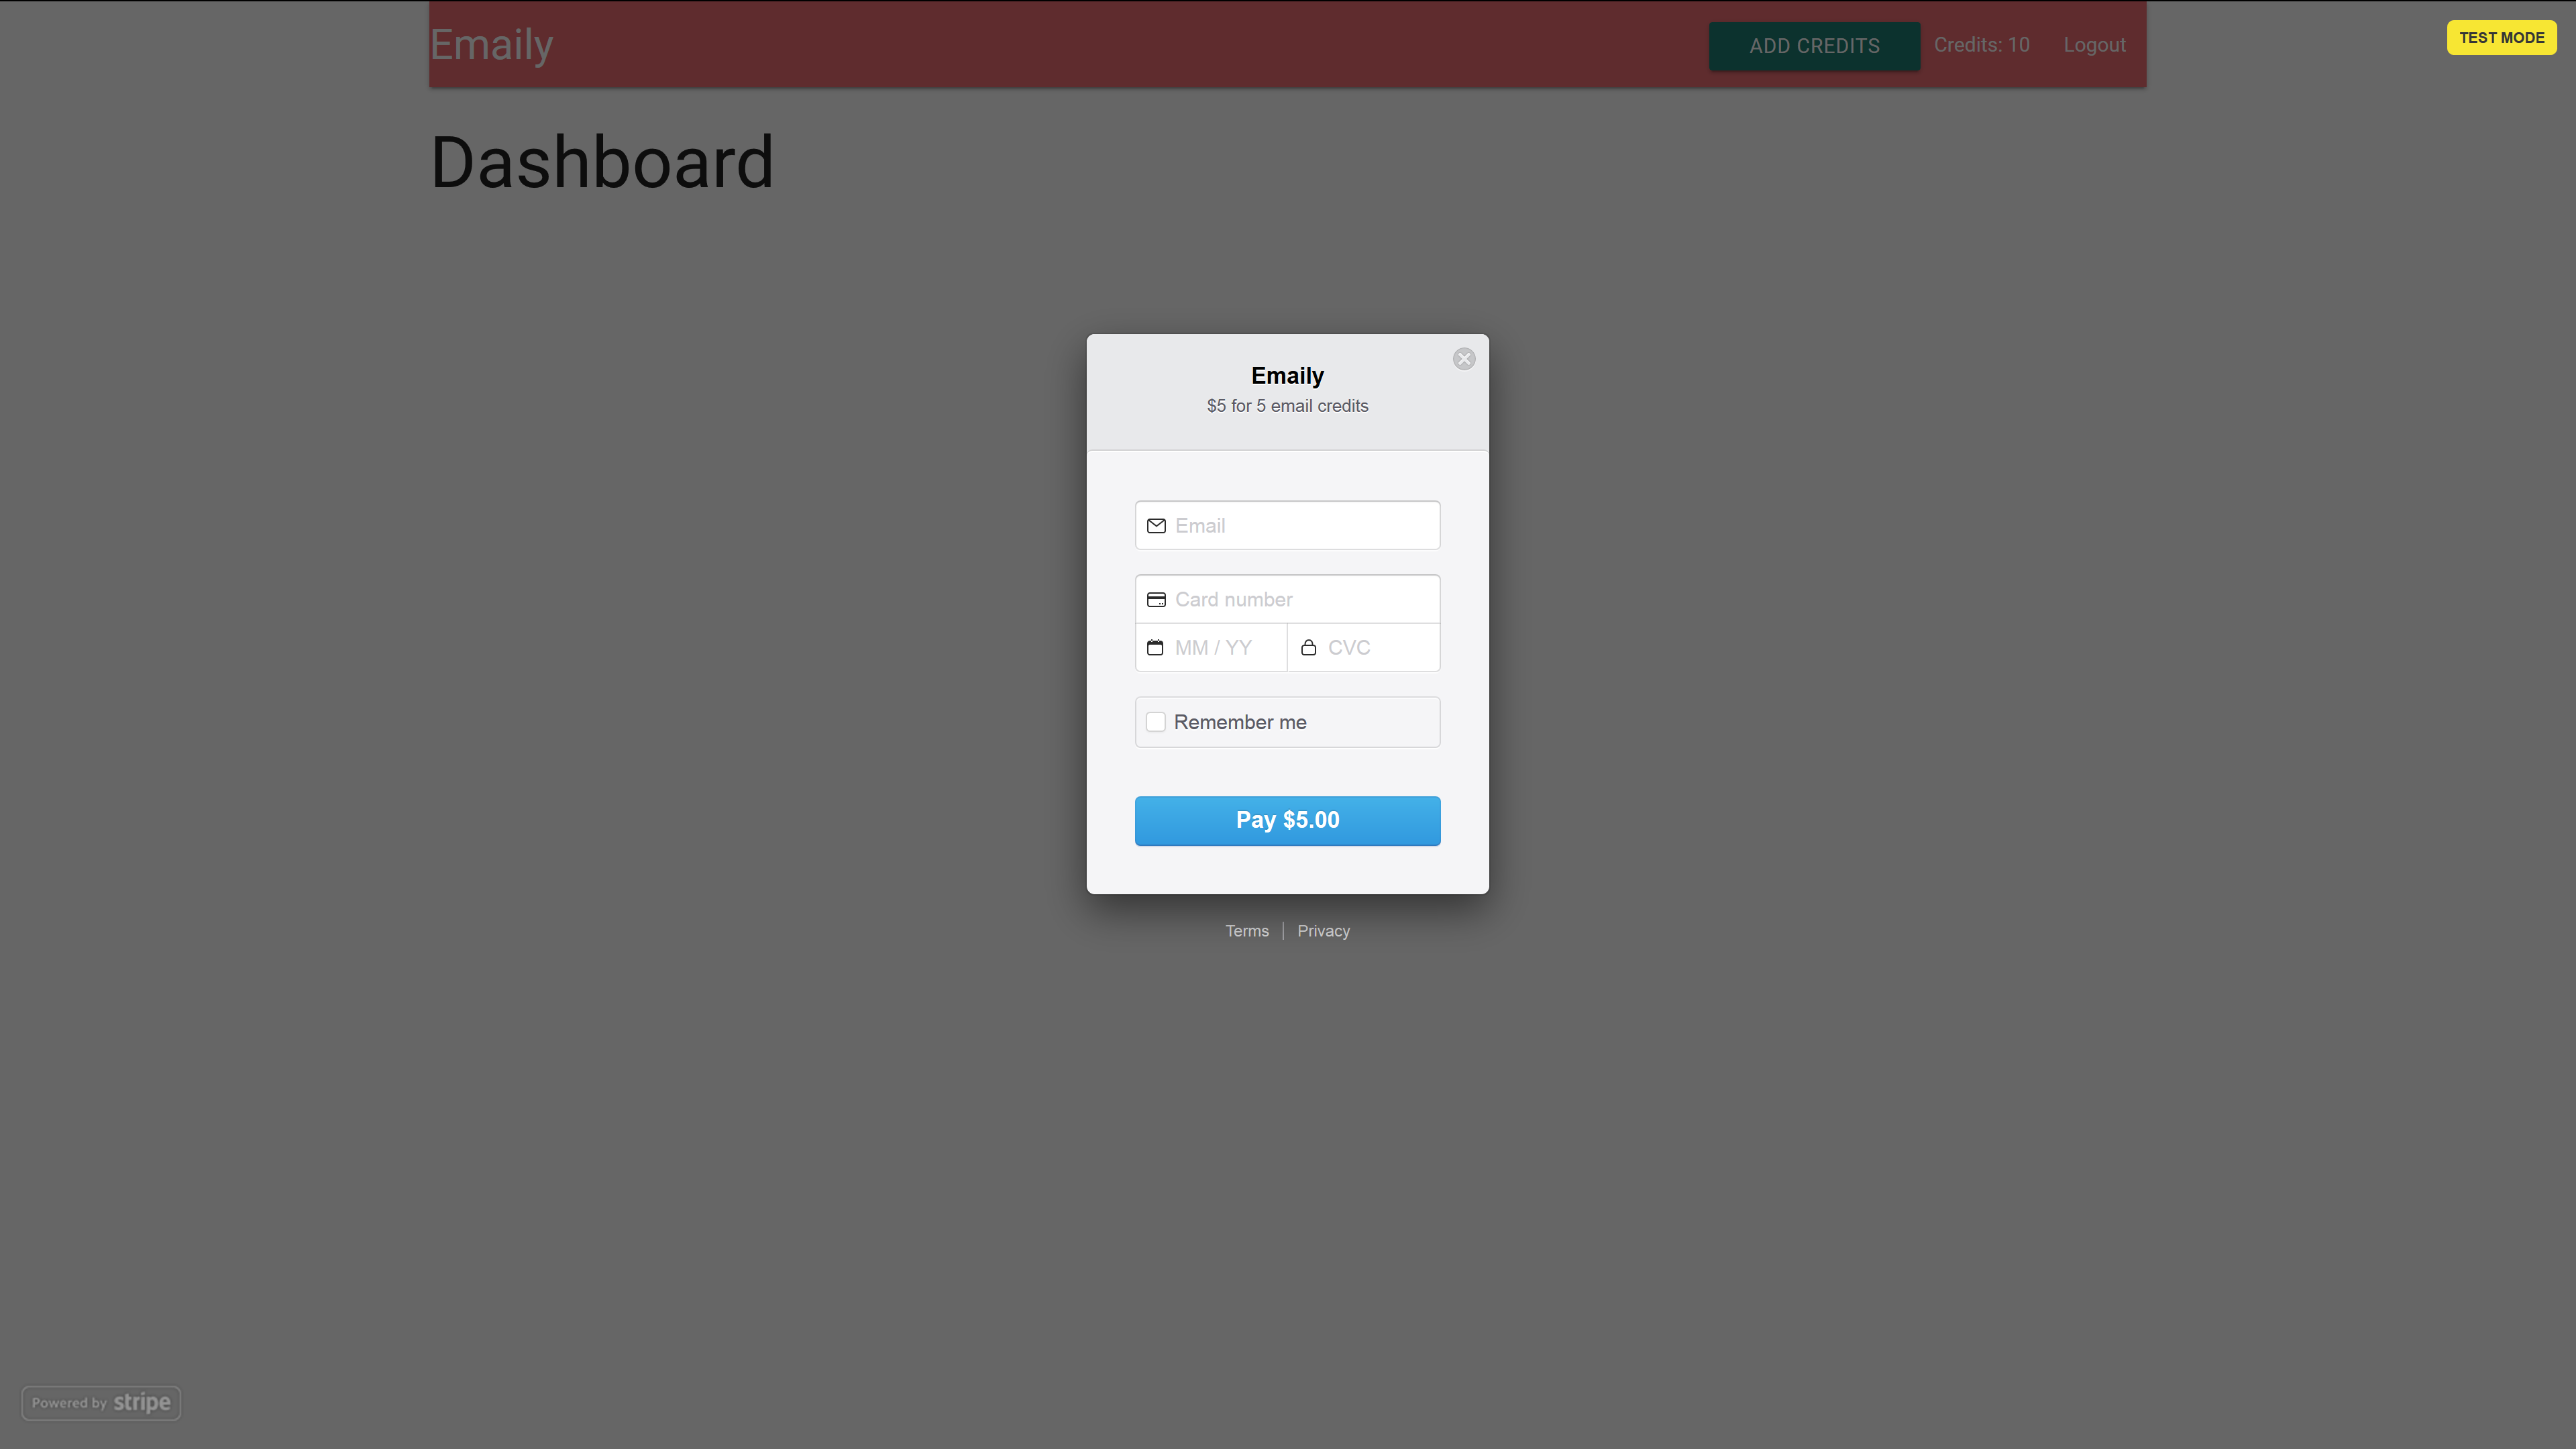 Emaily
ADD CREDITS
Credits: 10
Logout
TEST MODE
Dashboard
Emaily
$5 for 5 email credits
Email
Card number
MM / YY
CVC
Remember me
Pay $5.00
Terms
Privacy
Powered by stripe